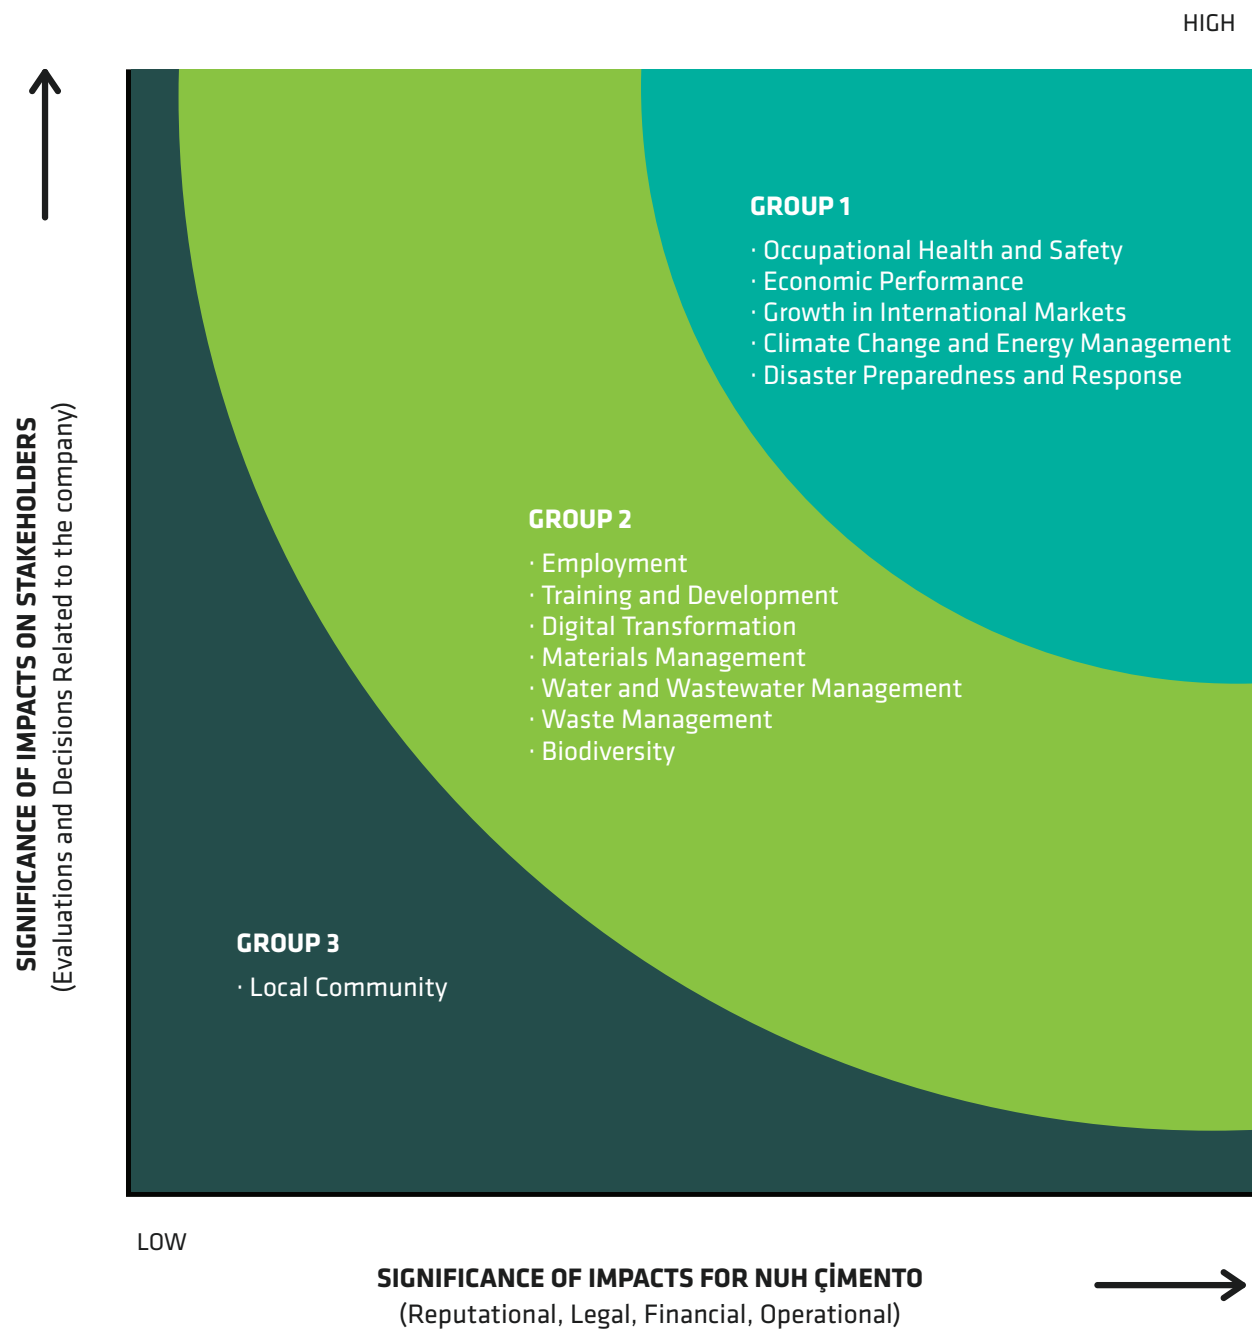 HIGH
SIGNIFICANCE OF IMPACTS ON STAKEHOLDERS
(Evaluations and Decisions Related to the company)
GROUP 1
· Occupational Health and Safety
· Economic Performance
· Growth in International Markets
· Climate Change and Energy Management
· Disaster Preparedness and Response
GROUP 2
· Employment
· Training and Development
· Digital Transformation
· Materials Management
· Water and Wastewater Management
· Waste Management
· Biodiversity
GROUP 3
· Local Community
LOW
SIGNIFICANCE OF IMPACTS FOR NUH ÇİMENTO
(Reputational, Legal, Financial, Operational)